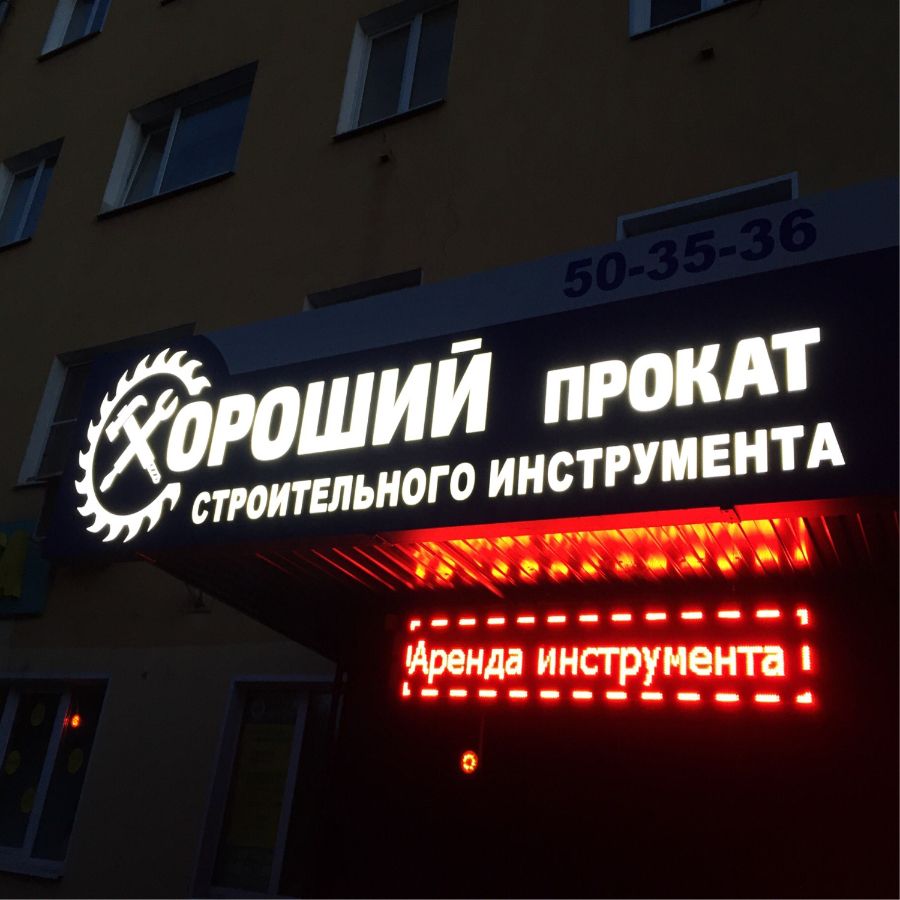 50-35-36
ХОРОШИЙ ПРОКАТ
СТРОИТЕЛЬНОГО ИНСТРУМЕНТА
Аренда инструмента